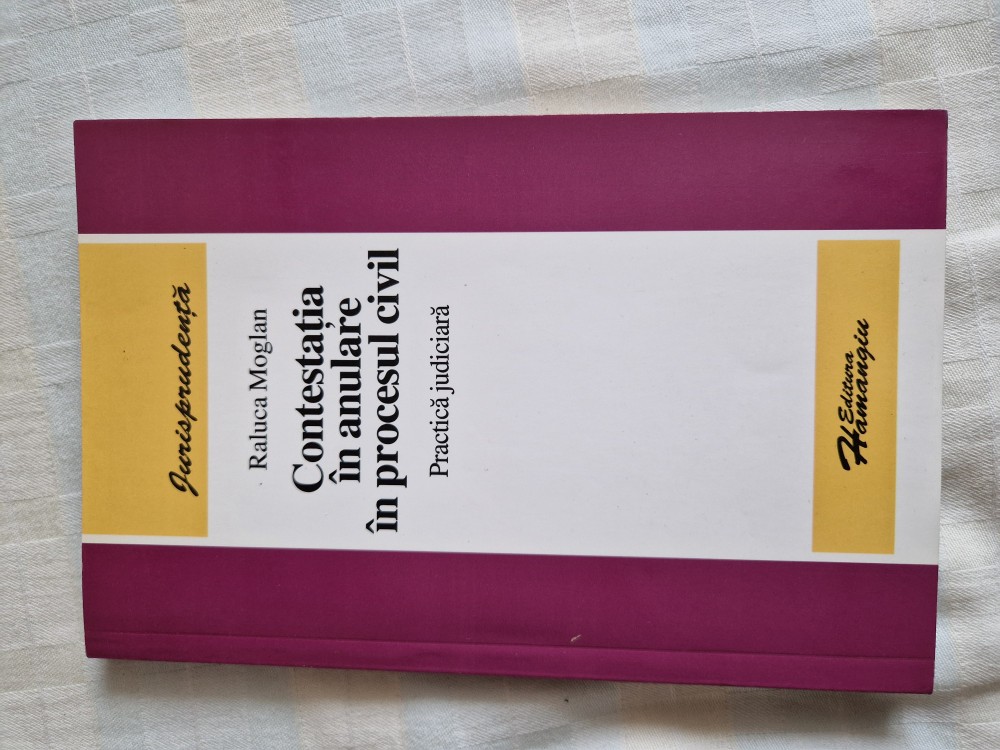 Jurisprudență
Raluca Moglan
Contestația
în anulare
în procesul civil
Practică judiciară
Editura
Hamangiu